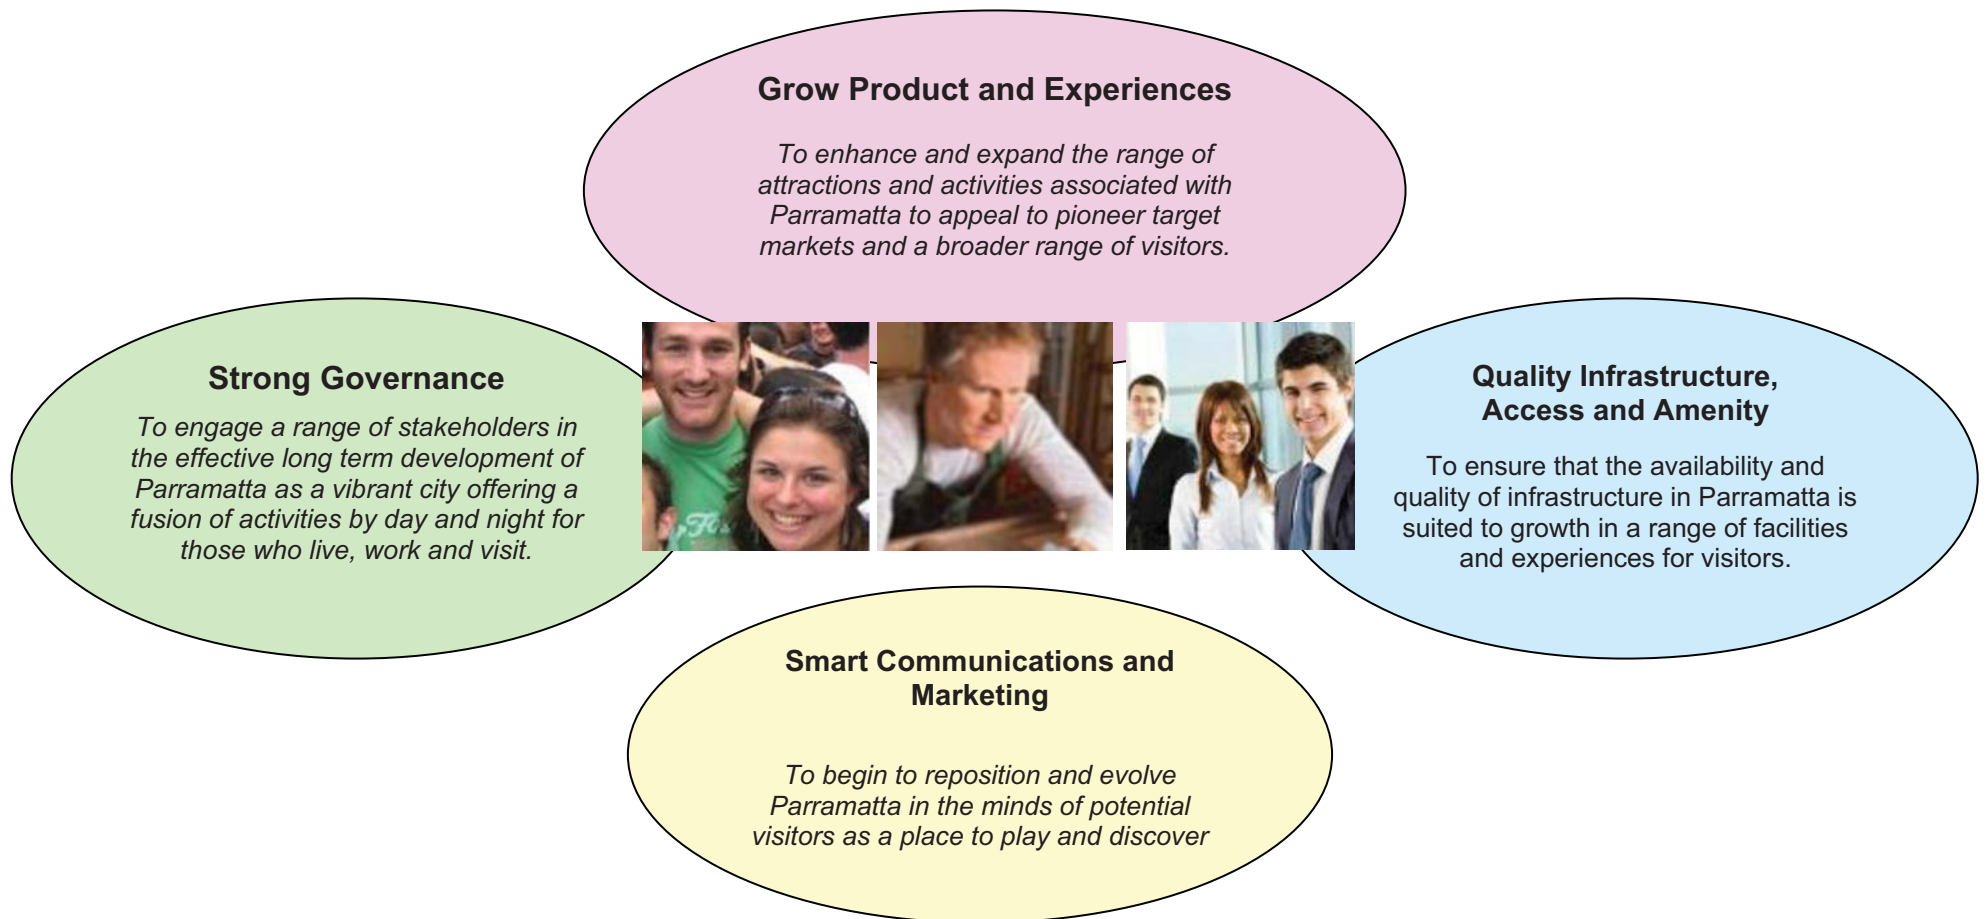 Grow Product and Experiences
To enhance and expand the range of
attractions and activities associated with
Parramatta to appeal to pioneer target
markets and a broader range of visitors.
Strong Governance
To engage a range of stakeholders in
the effective long term development of
Parramatta as a vibrant city offering a
fusion of activities by day and night for
those who live, work and visit.
Quality Infrastructure,
Access and Amenity
To ensure that the availability and
quality of infrastructure in Parramatta is
suited to growth in a range of facilities
and experiences for visitors.
Smart Communications and
Marketing
To begin to reposition and evolve
Parramatta in the minds of potential
visitors as a place to play and discover